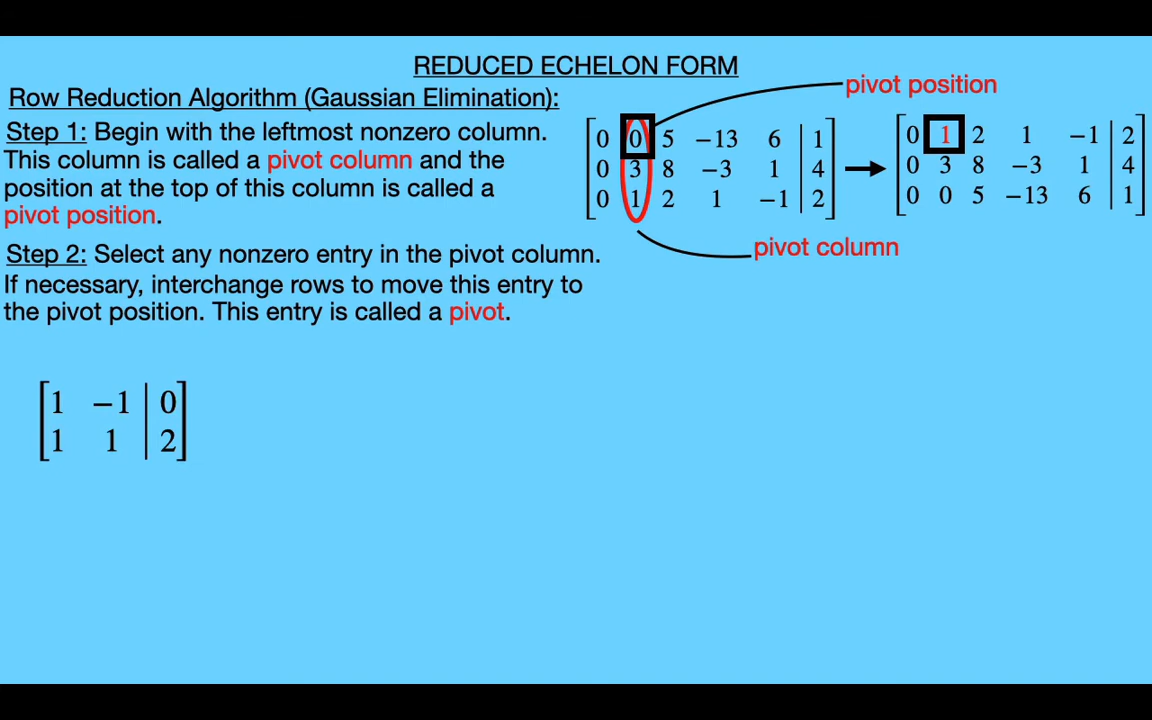 REDUCED ECHELON FORM
Row Reduction Algorithm (Gaussian Elimination):
Step 1: Begin with the leftmost nonzero column.
This column is called a pivot column and the
position at the top of this column is called a
pivot position.
Step 2: Select any nonzero entry in the pivot column.
If necessary, interchange rows to move this entry to
the pivot position. This entry is called a pivot.
pivot position
0 0 5 −13 6 | 1
0 3 8 −3 1 | 4
0 1 2 1 −1 | 2
pivot column
0 1 2 1 −1 | 2
0 3 8 −3 1 | 4
0 0 5 −13 6 | 1
1 −1 | 0
1 1 | 2